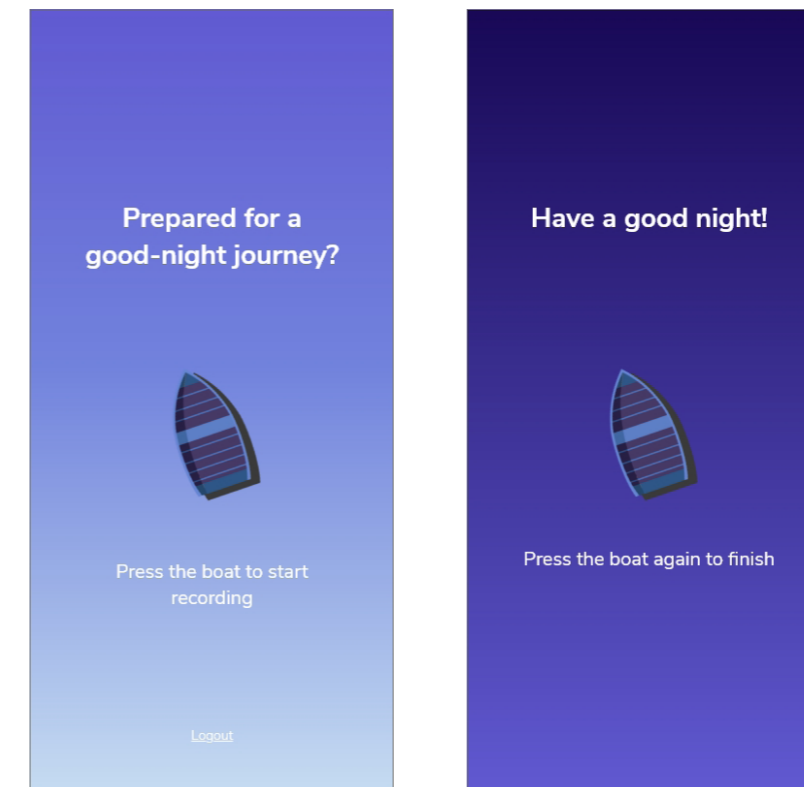 Prepared for a
good-night journey?
Press the boat to start
recording
Logout
Have a good night!
Press the boat again to finish